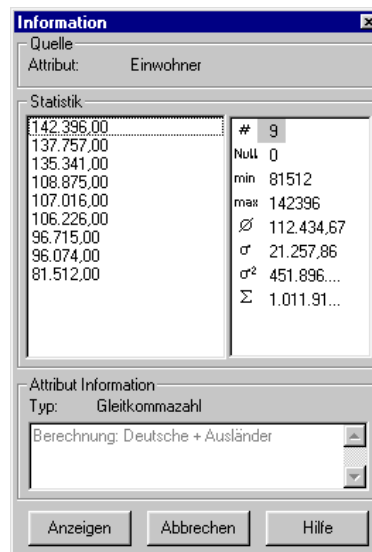 Information
Quelle
Attribut: Einwohner
Statistik
142.396,00
137.757,00
135.341,00
108.875,00
107.016,00
106.226,00
96.715,00
96.074,00
81.512,00
# 9
Null 0
min 81512
max 142396
Ø 112.434,67
σ 21.257,86
σ² 451.896....
Σ 1.011.91...
Attribut Information
Typ: Gleitkommazahl
Berechnung: Deutsche + Ausländer
Anzeigen
Abbrechen
Hilfe